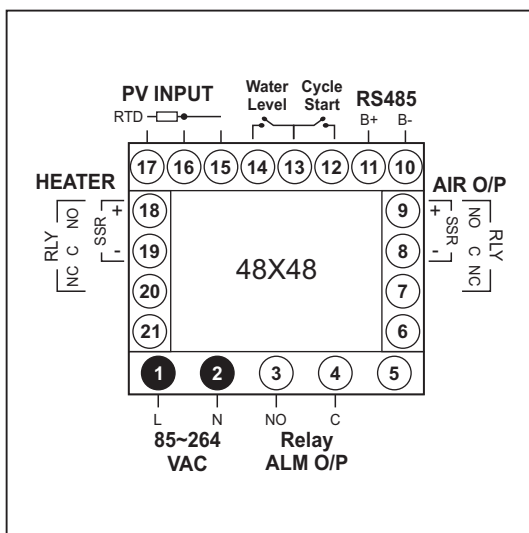 Water Cycle
PV INPUT Level Start RS485
RTD B+ B-
17 16 15 14 13 12 11 10
HEATER AIR O/P
NO + 18 9 + NO
RLY C SSR SSR C RLY
NC - 19 8 - NC
48X48
20 7
21 6
1 2 3 4 5
L N NO C
85~264 Relay
VAC ALM O/P